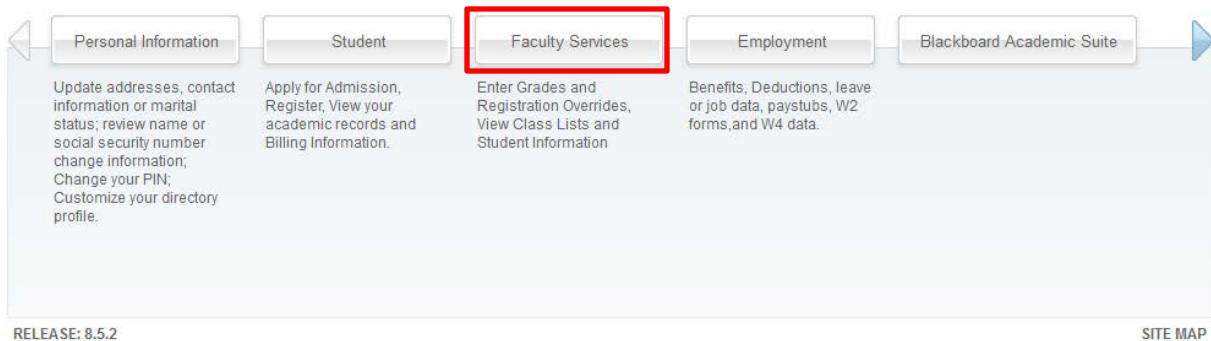 Personal Information
Student
Faculty Services
Employment
Blackboard Academic Suite
Update addresses, contact
information or marital
status; review name or
social security number
change information;
Change your PIN;
Customize your directory
profile.
Apply for Admission,
Register, View your
academic records and
Billing Information.
Enter Grades and
Registration Overrides,
View Class Lists and
Student Information
Benefits, Deductions, leave
or job data, paystubs, W2
forms,and W4 data.
RELEASE: 8.5.2
SITE MAP